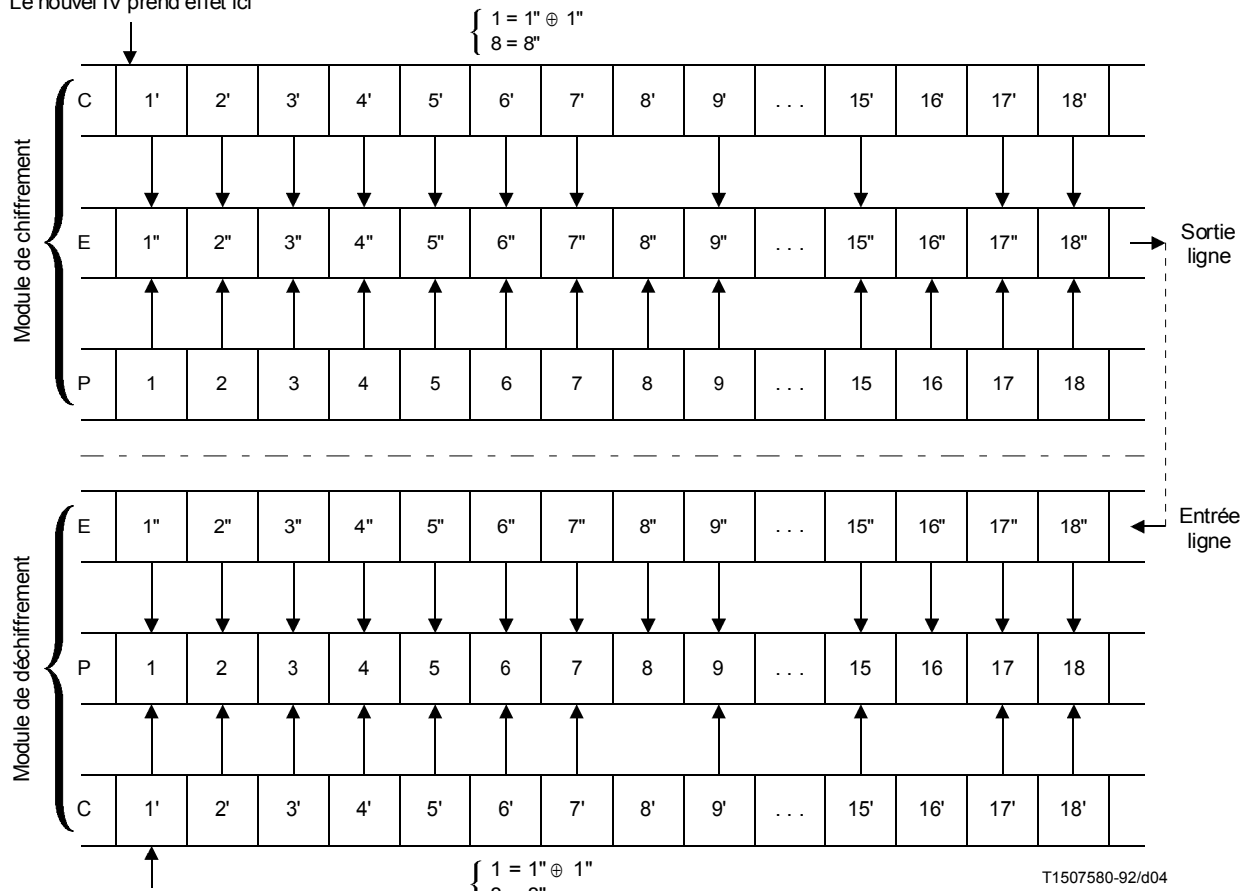 Le nouvel IV prend effet ici
{ 1 = 1" ⊕ 1"
8 = 8"
Module de chiffrement
C 1' 2' 3' 4' 5' 6' 7' 8' 9' . . . 15' 16' 17' 18'
E 1" 2" 3" 4" 5" 6" 7" 8" 9" . . . 15" 16" 17" 18"
Sortie
ligne
P 1 2 3 4 5 6 7 8 9 . . . 15 16 17 18
Module de déchiffrement
E 1" 2" 3" 4" 5" 6" 7" 8" 9" . . . 15" 16" 17" 18"
Entrée
ligne
P 1 2 3 4 5 6 7 8 9 . . . 15 16 17 18
C 1' 2' 3' 4' 5' 6' 7' 8' 9' . . . 15' 16' 17' 18'
{ 1 = 1" ⊕ 1"
T1507580-92/d04